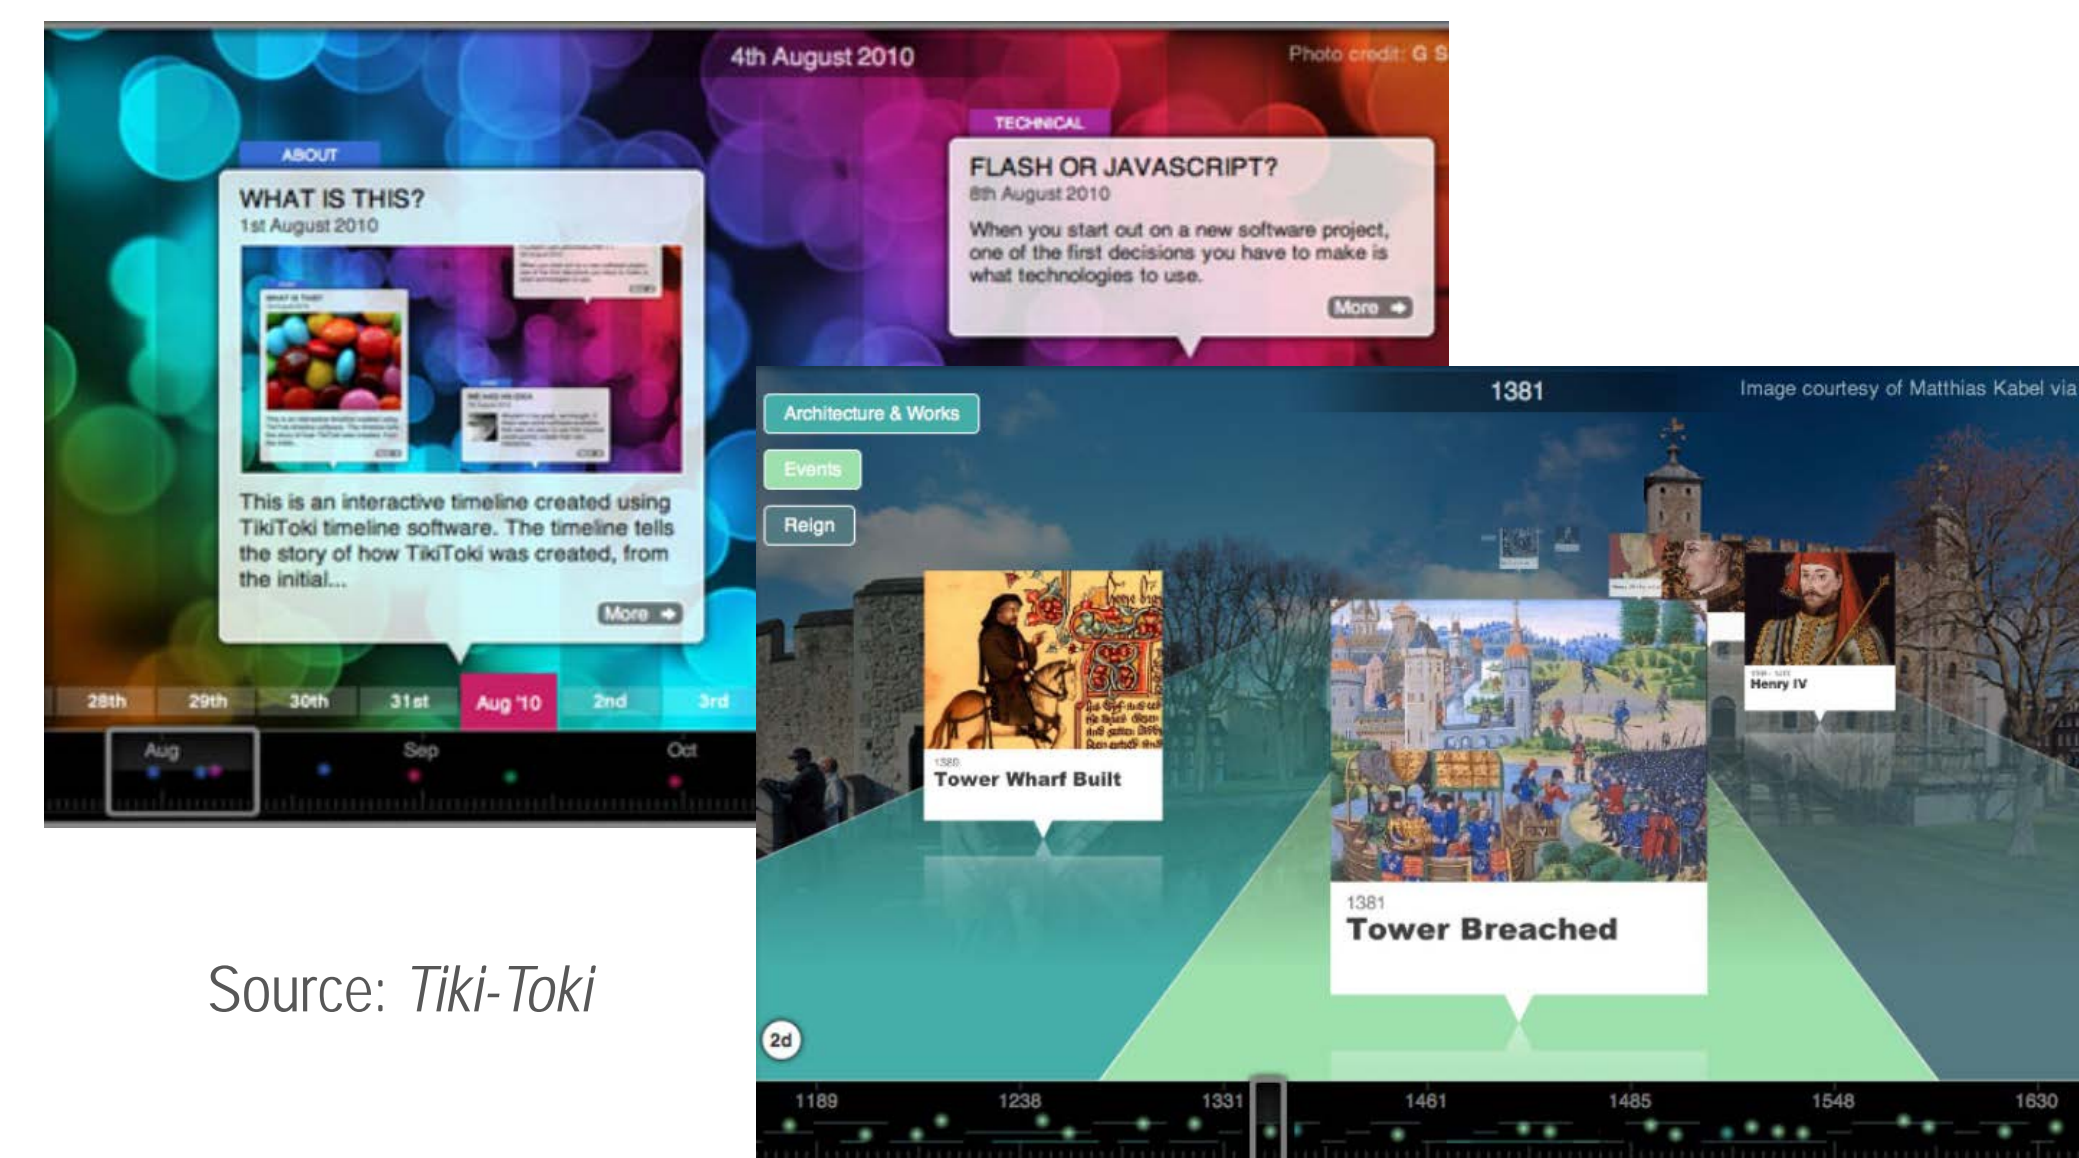 4th August 2010
Photo credit: G S
ABOUT
WHAT IS THIS?
1st August 2010
WHAT IS THIS?
This is an interactive timeline created using
TikiToki timeline software. The timeline tells
the story of how TikiToki was created, from
the initial...
More
TECHNICAL
FLASH OR JAVASCRIPT?
8th August 2010
When you start out on a new software project,
one of the first decisions you have to make is
what technologies to use.
More
28th 29th 30th 31st Aug '10 2nd 3rd
Aug Sep Oct
1381
Image courtesy of Matthias Kabel via
Architecture & Works
Events
Reign
1380
Tower Wharf Built
1381
Tower Breached
Henry IV
2d
1189 1238 1331 1461 1485 1548 1630
Source: Tiki-Toki